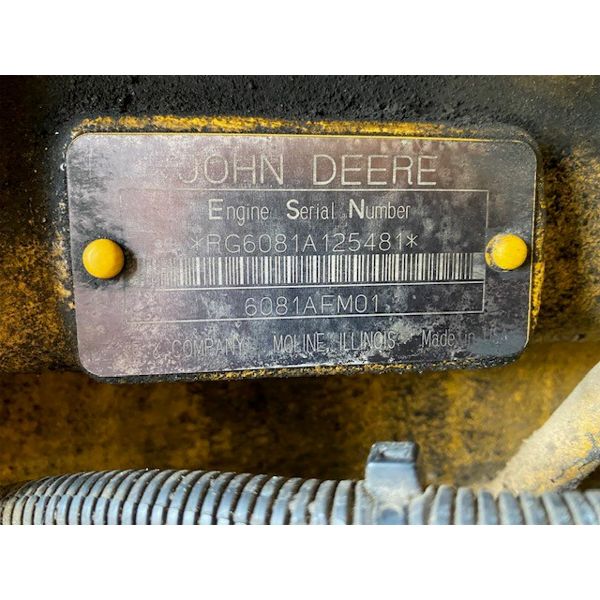 JOHN DEERE
Engine Serial Number
*RG6081A125481*
6081AFM01
COMPANY MOLINE, ILLINOIS Made in